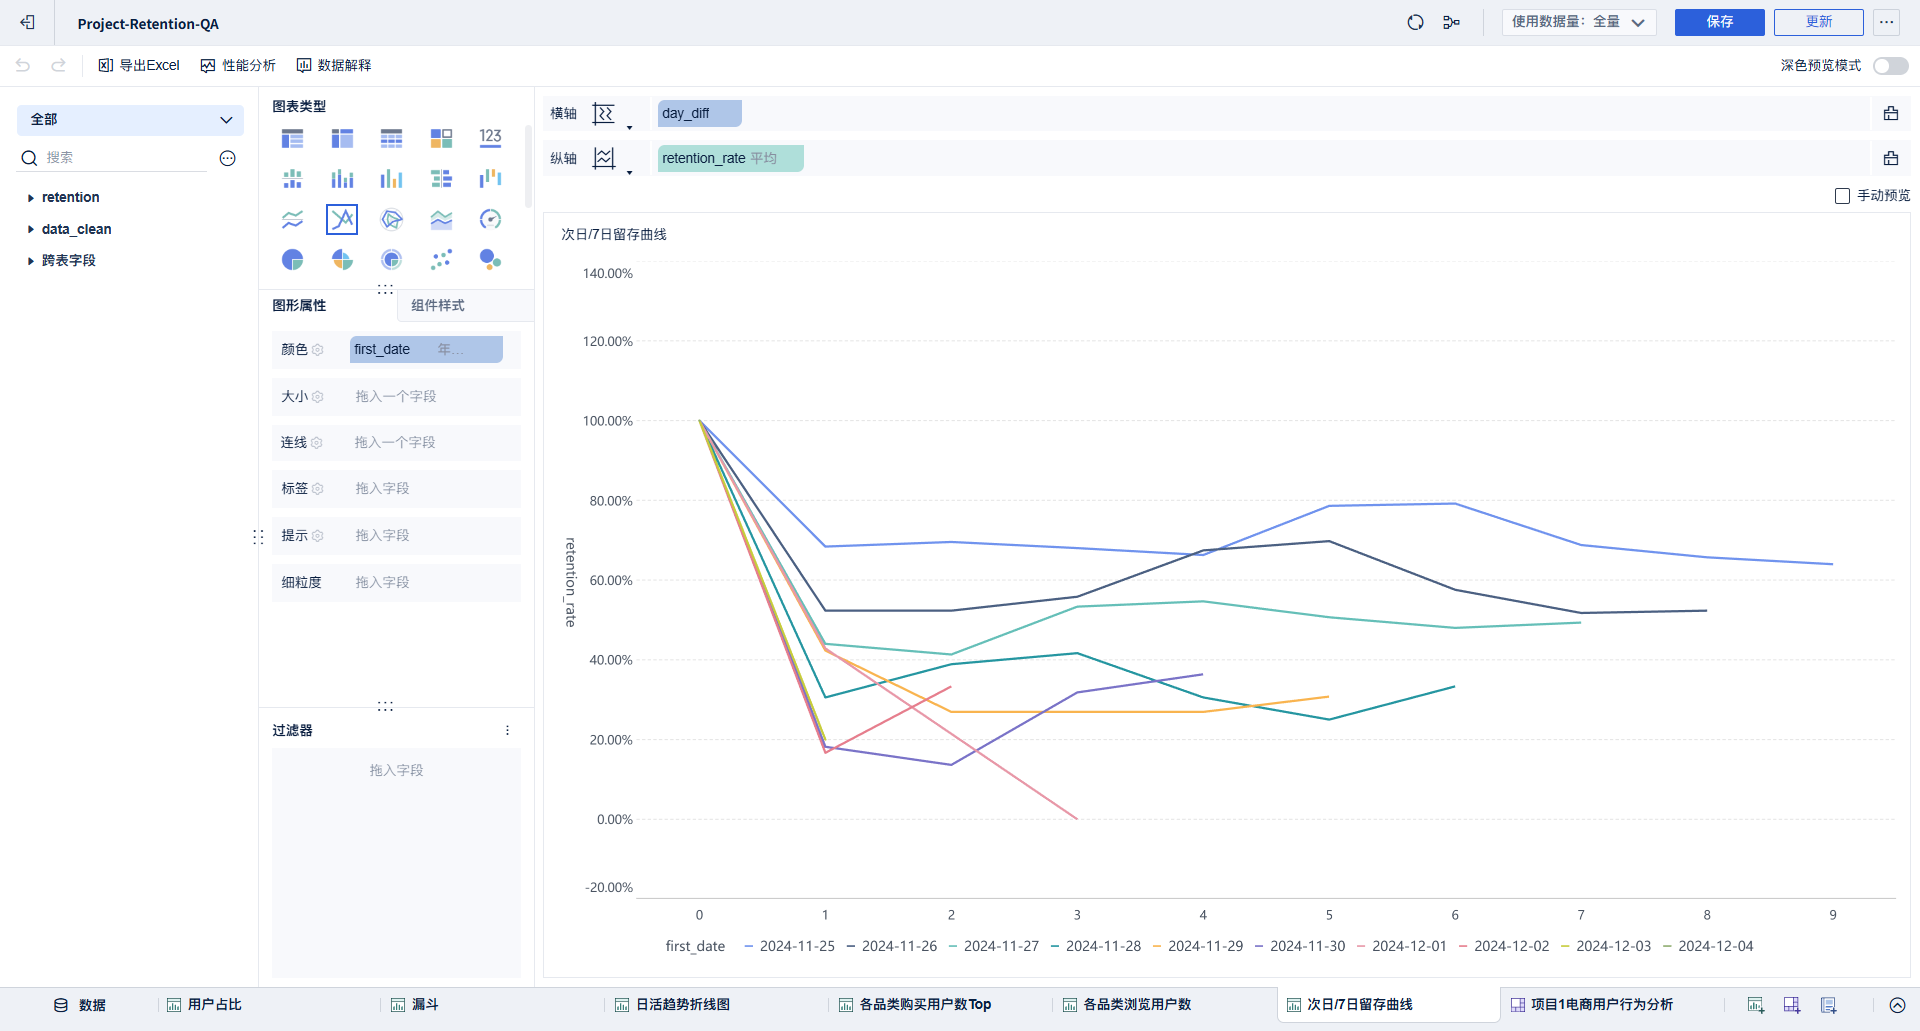 Project-Retention-QA
使用数据量：全量
保存
更新
导出Excel
性能分析
数据解释
深色预览模式
全部
搜索
retention
data_clean
跨表字段
图表类型
123
图形属性
组件样式
颜色
first_date 年...
大小
拖入一个字段
连线
拖入一个字段
标签
拖入字段
提示
拖入字段
细粒度
拖入字段
过滤器
拖入字段
横轴
day_diff
纵轴
retention_rate 平均
手动预览
次日/7日留存曲线
140.00%
120.00%
100.00%
80.00%
60.00%
40.00%
20.00%
0.00%
-20.00%
retention_rate
0 1 2 3 4 5 6 7 8 9
first_date 2024-11-25 2024-11-26 2024-11-27 2024-11-28 2024-11-29 2024-11-30 2024-12-01 2024-12-02 2024-12-03 2024-12-04
数据
用户占比
漏斗
日活趋势折线图
各品类购买用户数Top
各品类浏览用户数
次日/7日留存曲线
项目1电商用户行为分析